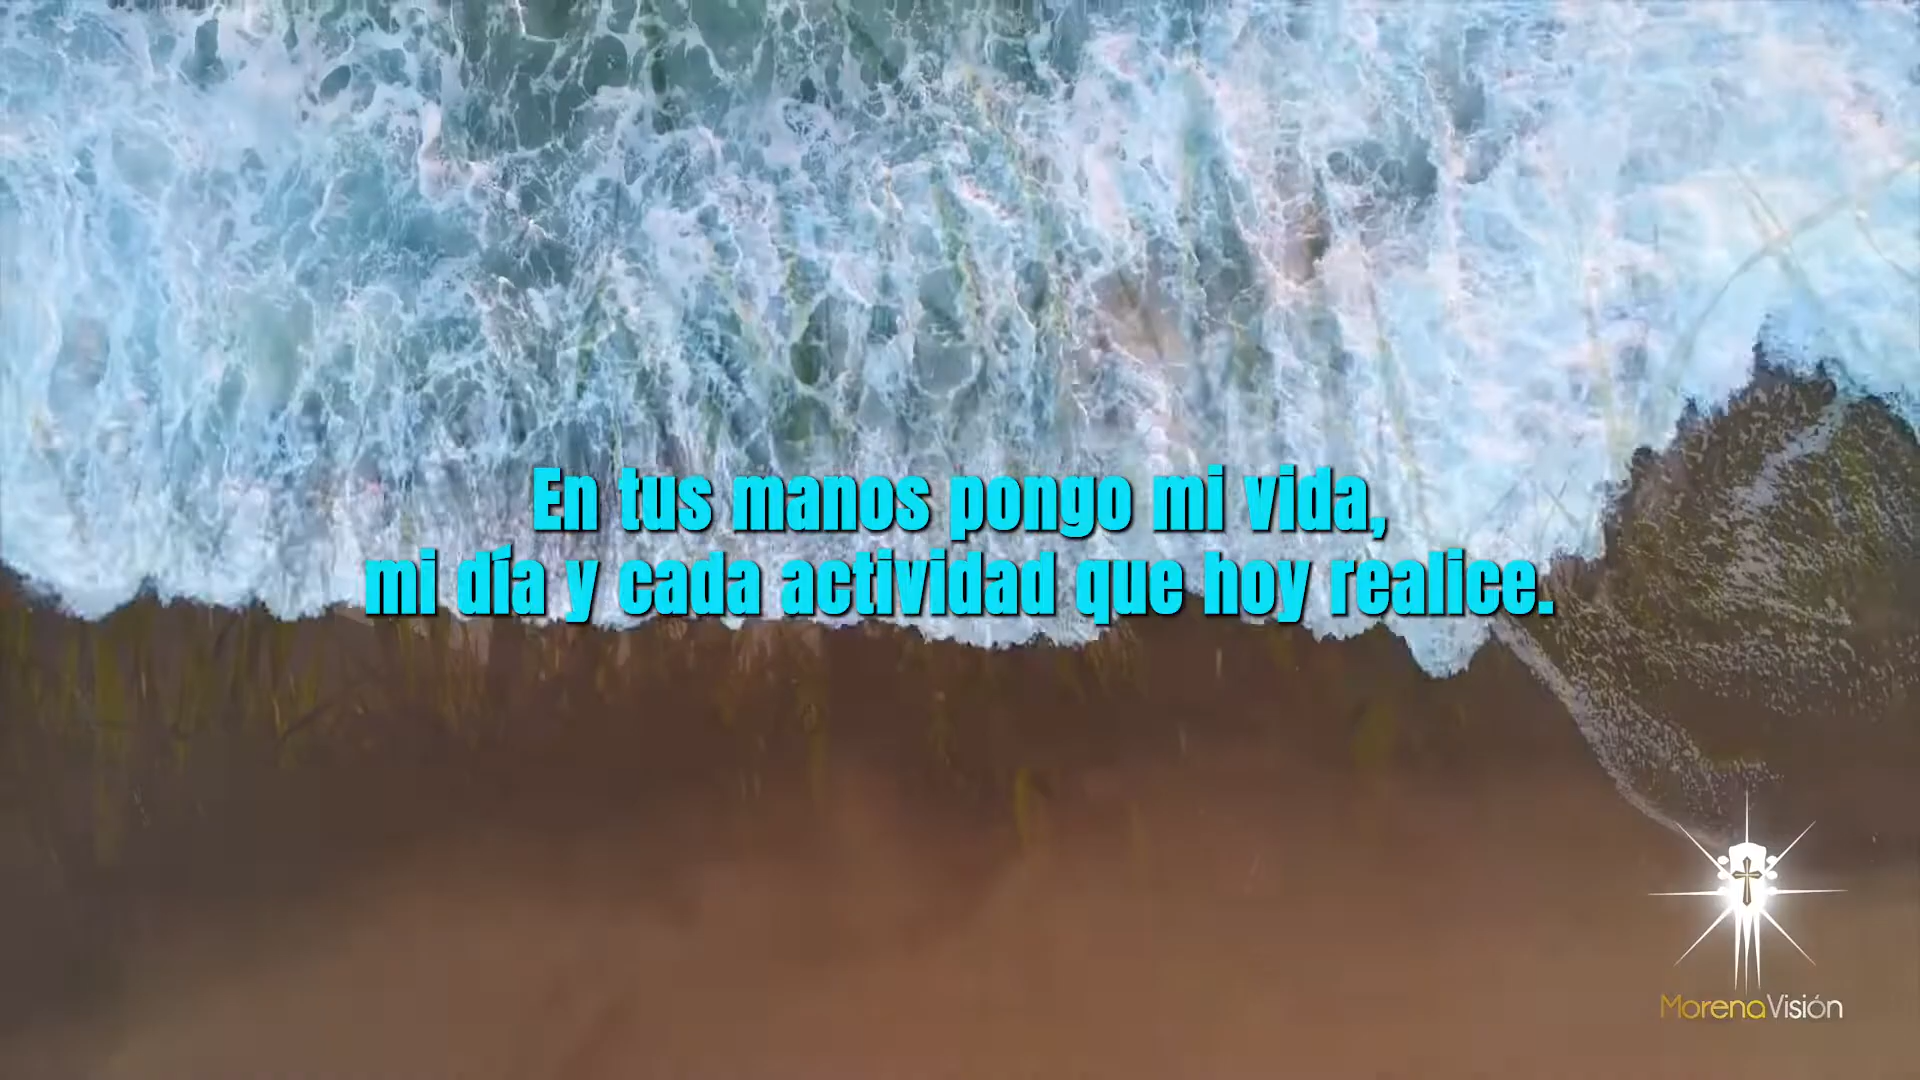 En tus manos pongo mi vida,
mi día y cada actividad que hoy realice.
MorenaVisión